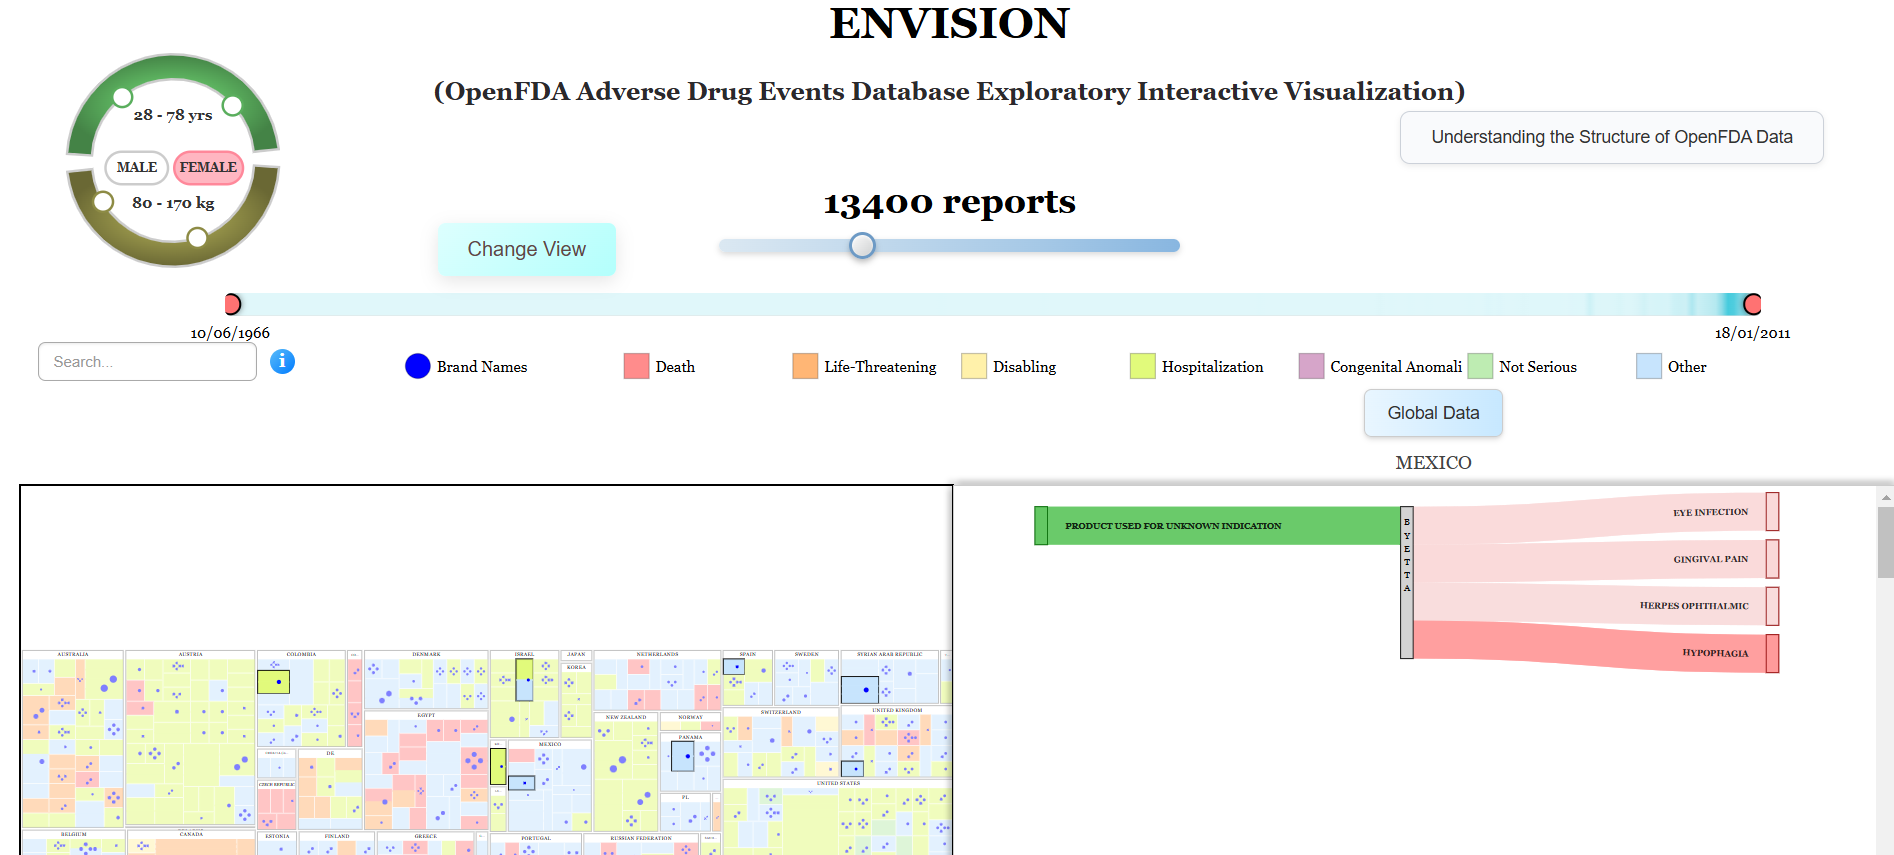 ENVISION
(OpenFDA Adverse Drug Events Database Exploratory Interactive Visualization)
28 - 78 yrs
MALE
FEMALE
80 - 170 kg
Understanding the Structure of OpenFDA Data
13400 reports
Change View
10/06/1966
18/01/2011
Search...
i
Brand Names
Death
Life-Threatening
Disabling
Hospitalization
Congenital Anomali
Not Serious
Other
Global Data
MEXICO
PRODUCT USED FOR UNKNOWN INDICATION
BYETTA
EYE INFECTION
GINGIVAL PAIN
HERPES OPHTHALMIC
HYPOPHAGIA
AUSTRALIA
AUSTRIA
COLOMBIA
DENMARK
ISRAEL
JAPAN
NETHERLANDS
SPAIN
SWEDEN
SYRIAN ARAB REPUBLIC
KOREA
EGYPT
NEW ZEALAND
NORWAY
SWITZERLAND
UNITED KINGDOM
MEXICO
PANAMA
DE
CZECH REPUBLIC
UNITED STATES
PL
BELGIUM
CANADA
ESTONIA
FINLAND
GREECE
PORTUGAL
RUSSIAN FEDERATION